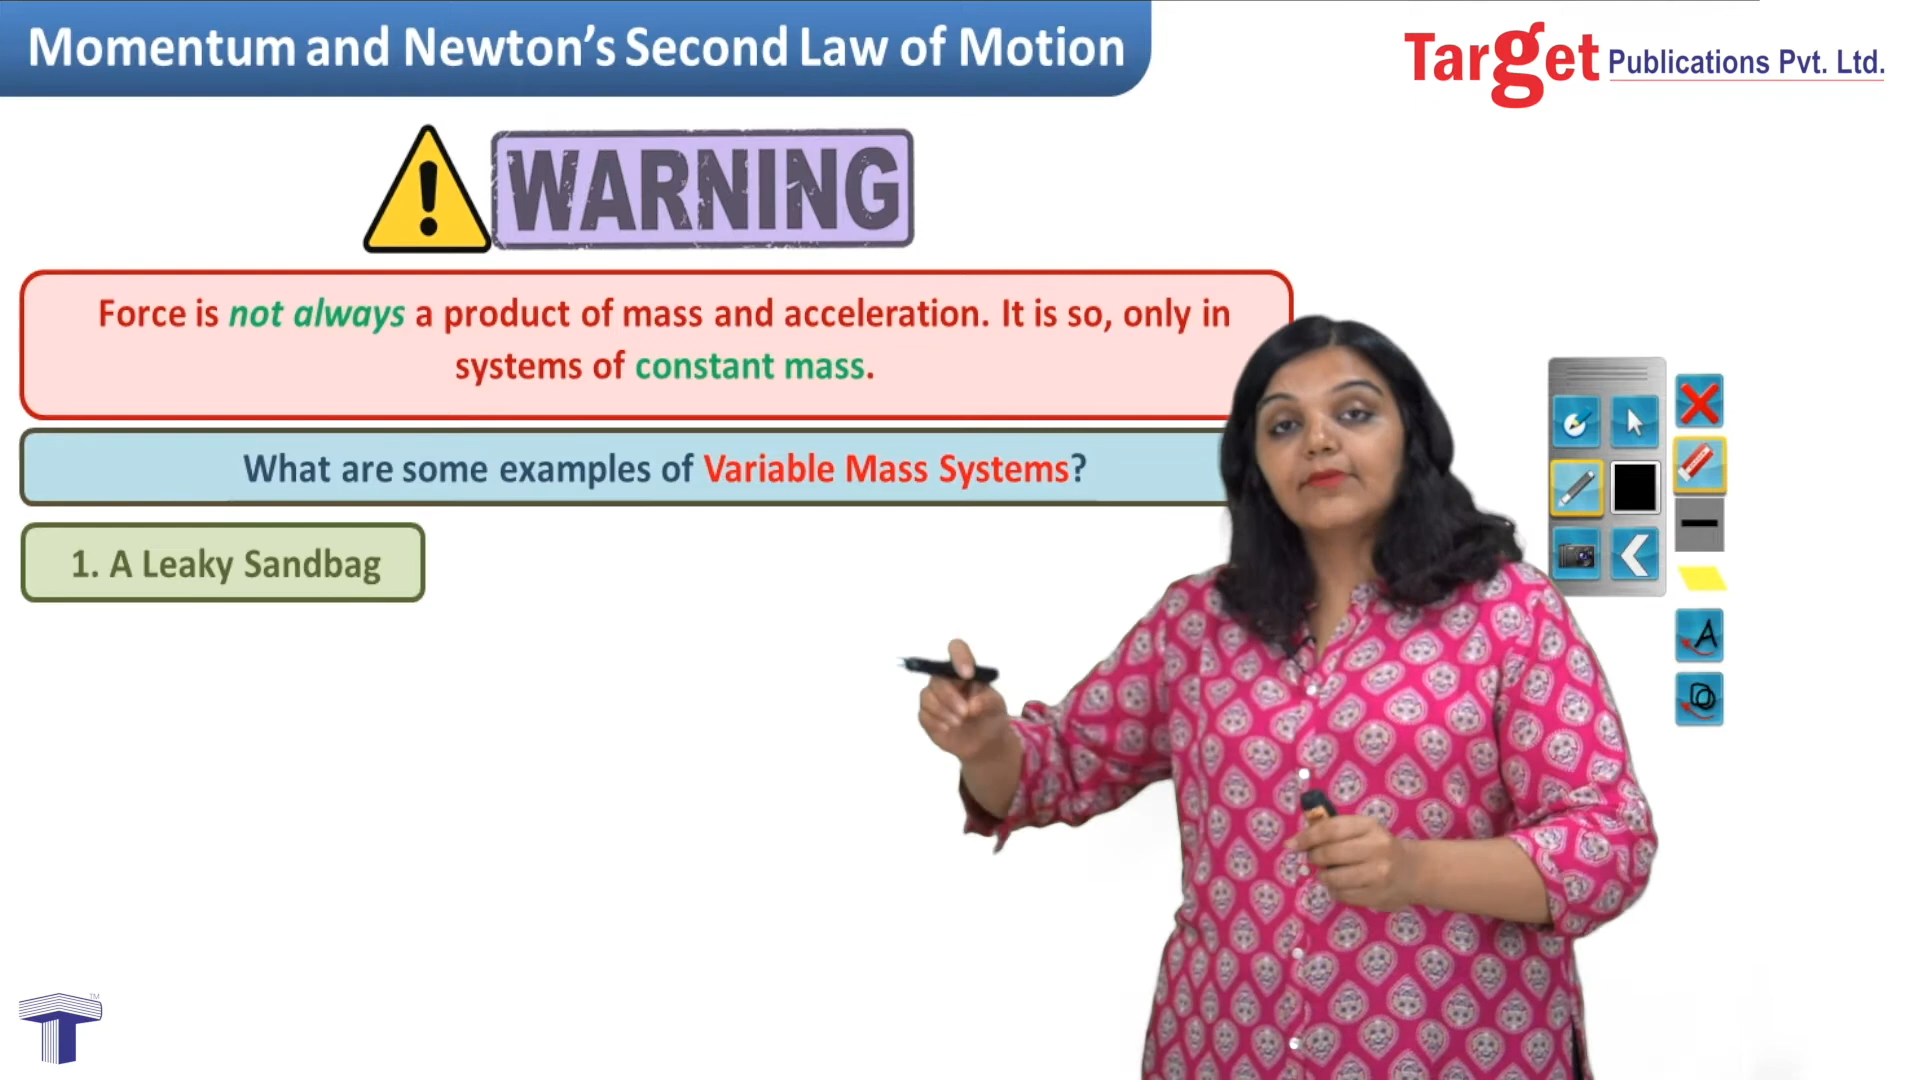 Momentum and Newton's Second Law of Motion
Target Publications Pvt. Ltd.
WARNING
Force is not always a product of mass and acceleration. It is so, only in
systems of constant mass.
What are some examples of Variable Mass Systems?
1. A Leaky Sandbag
A
T
TM